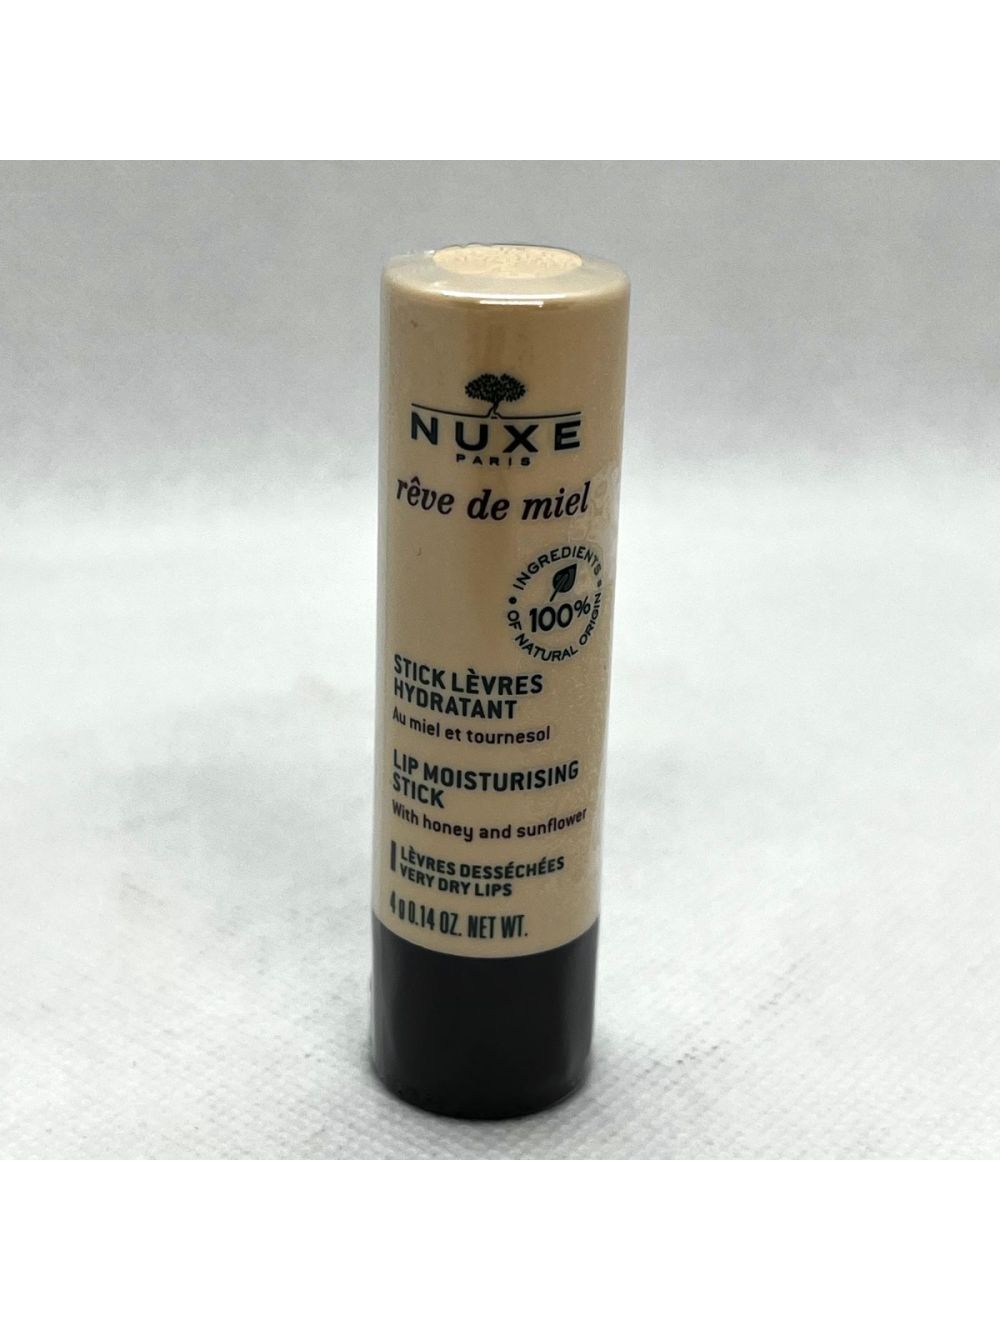 NUXE
PARIS
rêve de miel
INGREDIENTS
100%
OF NATURAL ORIGIN
STICK LÈVRES
HYDRATANT
Au miel et tournesol
LIP MOISTURISING
STICK
With honey and sunflower
LÈVRES DESSÉCHÉES
VERY DRY LIPS
4 g 0.14 OZ. NET WT.